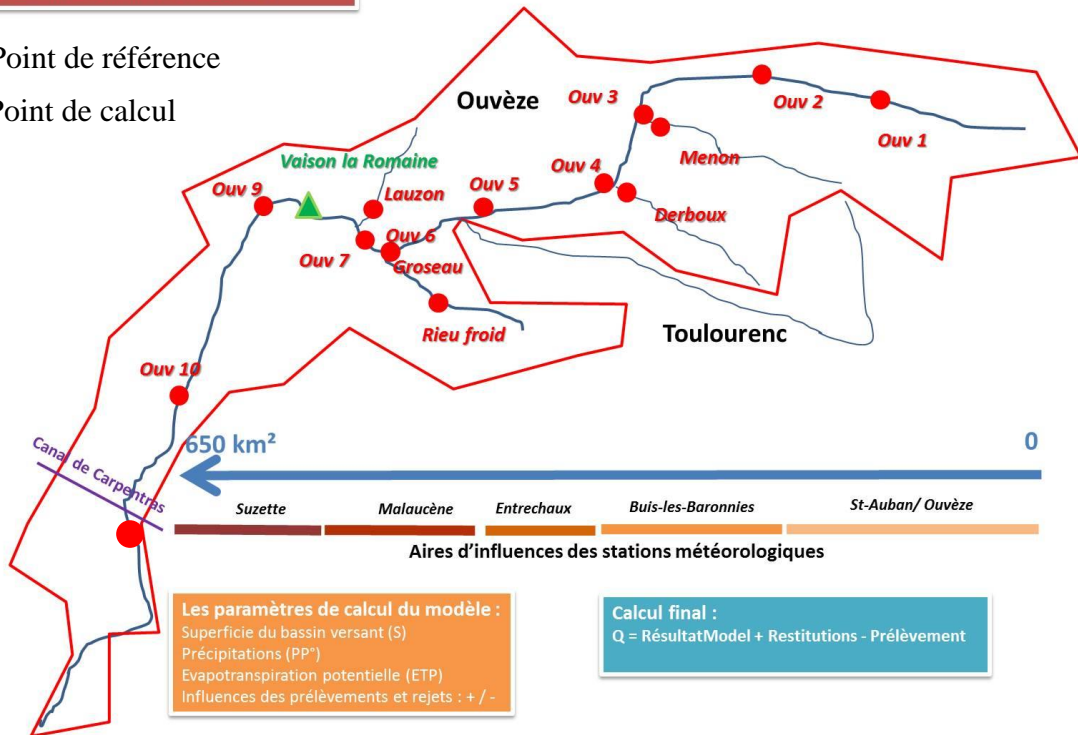 Point de référence
Point de calcul
Ouvèze
Ouv 3
Ouv 2
Ouv 1
Menon
Vaison la Romaine
Ouv 4
Ouv 9
Lauzon
Ouv 5
Derboux
Ouv 6
Ouv 7
Groseau
Rieu froid
Toulourenc
Ouv 10
Canal de Carpentras
650 km²
0
Suzette
Malaucène
Entrechaux
Buis-les-Baronnies
St-Auban/ Ouvèze
Aires d’influences des stations météorologiques
Les paramètres de calcul du modèle :
Superficie du bassin versant (S)
Précipitations (PP°)
Evapotranspiration potentielle (ETP)
Influences des prélèvements et rejets : + / -
Calcul final :
Q = RésultatModel + Restitutions - Prélèvement